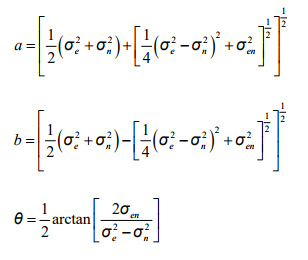 a = [ 1/2 (σ_e^2 + σ_n^2) + [ 1/4 (σ_e^2 − σ_n^2)^2 + σ_en^2 ]^{1/2} ]^{1/2}
b = [ 1/2 (σ_e^2 + σ_n^2) − [ 1/4 (σ_e^2 − σ_n^2)^2 + σ_en^2 ]^{1/2} ]^{1/2}
θ = 1/2 arctan [ 2σ_en / (σ_e^2 − σ_n^2) ]